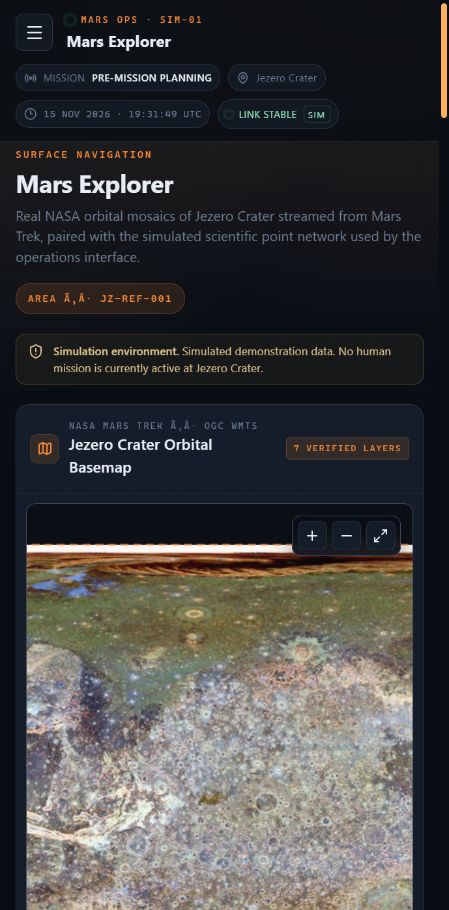 MARS OPS · SIM-01
Mars Explorer
MISSION PRE-MISSION PLANNING
Jezero Crater
15 NOV 2026 · 19:31:49 UTC
LINK STABLE SIM
SURFACE NAVIGATION
Mars Explorer
Real NASA orbital mosaics of Jezero Crater streamed from Mars
Trek, paired with the simulated scientific point network used by the
operations interface.
AREA Ã‚Â· JZ-REF-001
Simulation environment. Simulated demonstration data. No human
mission is currently active at Jezero Crater.
NASA MARS TREK Ã‚Â· OGC WMTS
Jezero Crater Orbital
Basemap
7 VERIFIED LAYERS